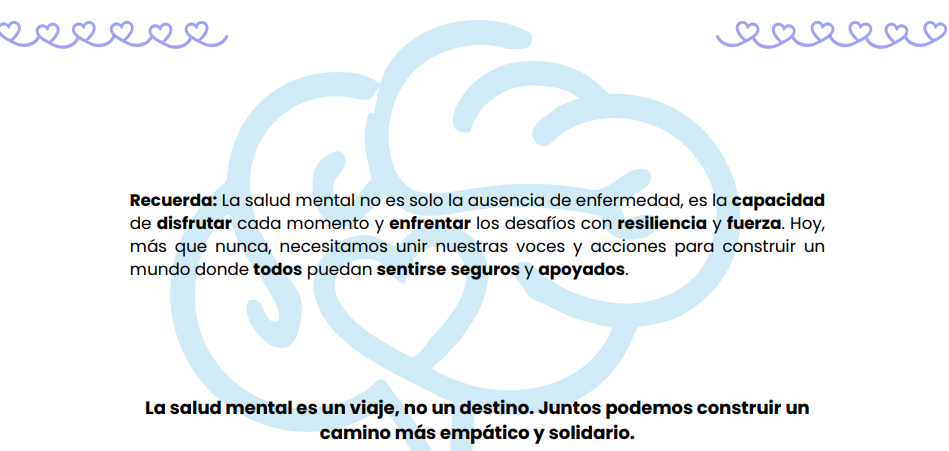 Recuerda: La salud mental no es solo la ausencia de enfermedad, es la capacidad
de disfrutar cada momento y enfrentar los desafíos con resiliencia y fuerza. Hoy,
más que nunca, necesitamos unir nuestras voces y acciones para construir un
mundo donde todos puedan sentirse seguros y apoyados.
La salud mental es un viaje, no un destino. Juntos podemos construir un
camino más empático y solidario.